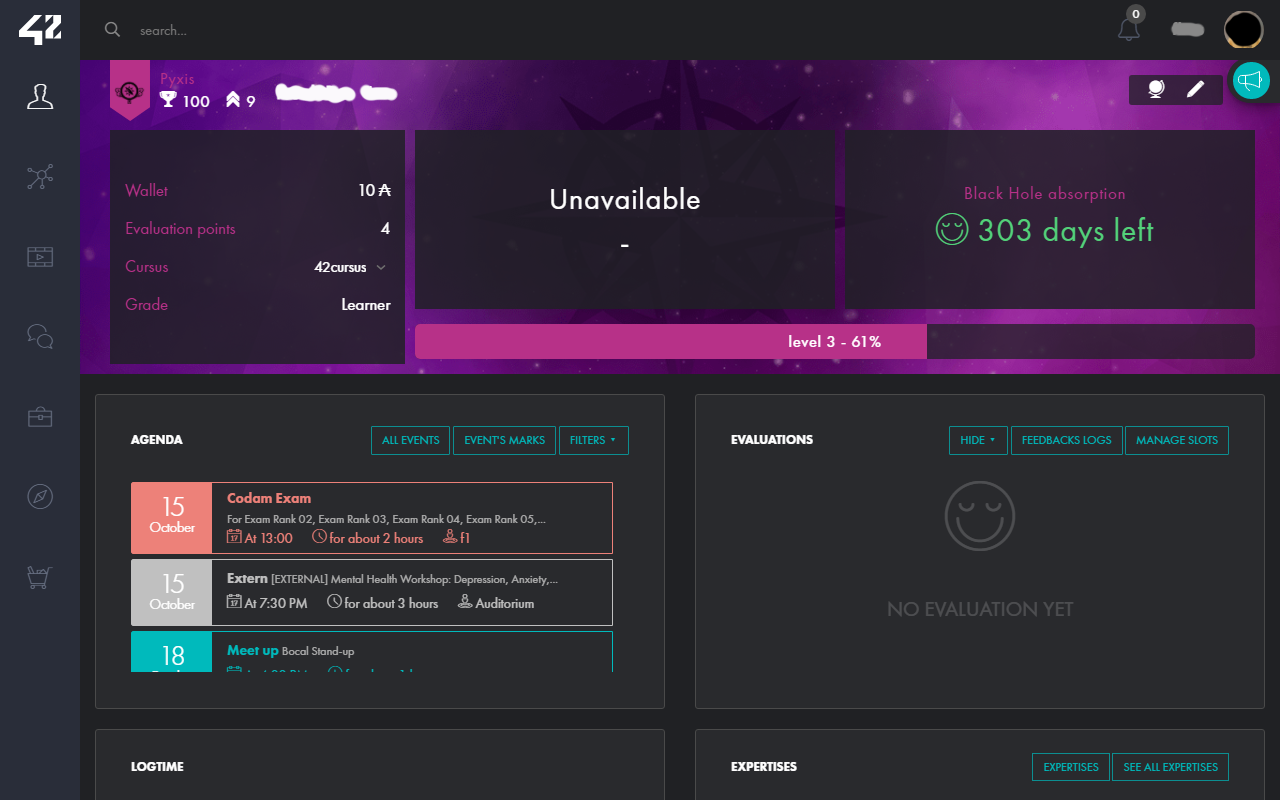 42
search...
0
Pyxis
100 9
Wallet 10 ₳
Evaluation points 4
Cursus 42cursus
Grade Learner
Unavailable
-
Black Hole absorption
303 days left
level 3 - 61%
AGENDA
ALL EVENTS EVENT'S MARKS FILTERS
15
October
Codam Exam
For Exam Rank 02, Exam Rank 03, Exam Rank 04, Exam Rank 05,...
17 At 13:00 for about 2 hours f1
15
October
Extern [EXTERNAL] Mental Health Workshop: Depression, Anxiety,...
17 At 7:30 PM for about 3 hours Auditorium
18
Meet up Bocal Stand-up
EVALUATIONS
HIDE FEEDBACKS LOGS MANAGE SLOTS
NO EVALUATION YET
LOGTIME
EXPERTISES
EXPERTISES SEE ALL EXPERTISES